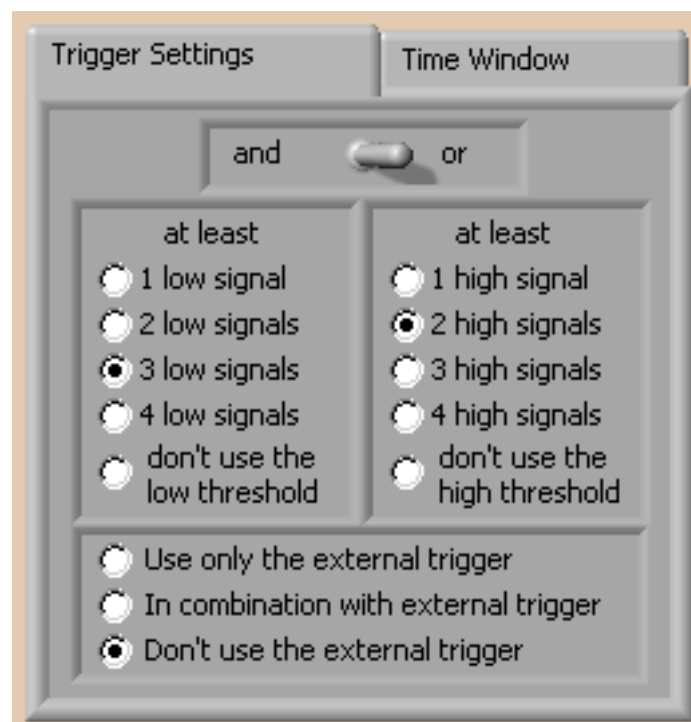 Trigger Settings
Time Window
and or
at least
1 low signal
2 low signals
3 low signals
4 low signals
don't use the
low threshold
at least
1 high signal
2 high signals
3 high signals
4 high signals
don't use the
high threshold
Use only the external trigger
In combination with external trigger
Don't use the external trigger